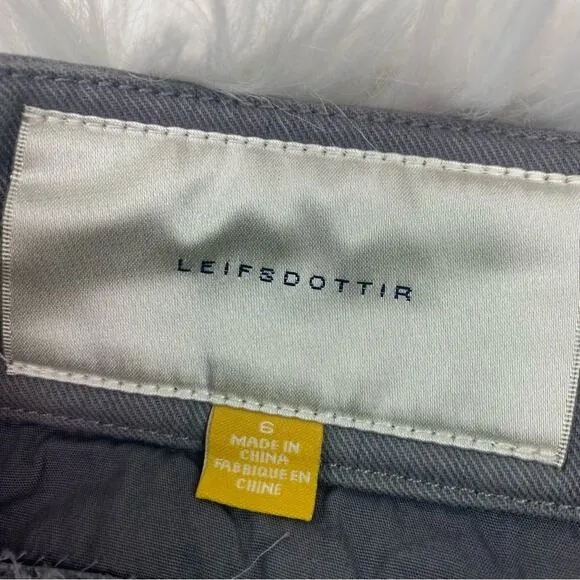 LEIFSDOTTIR
6
MADE IN
CHINA
FABRIQUE EN
CHINE